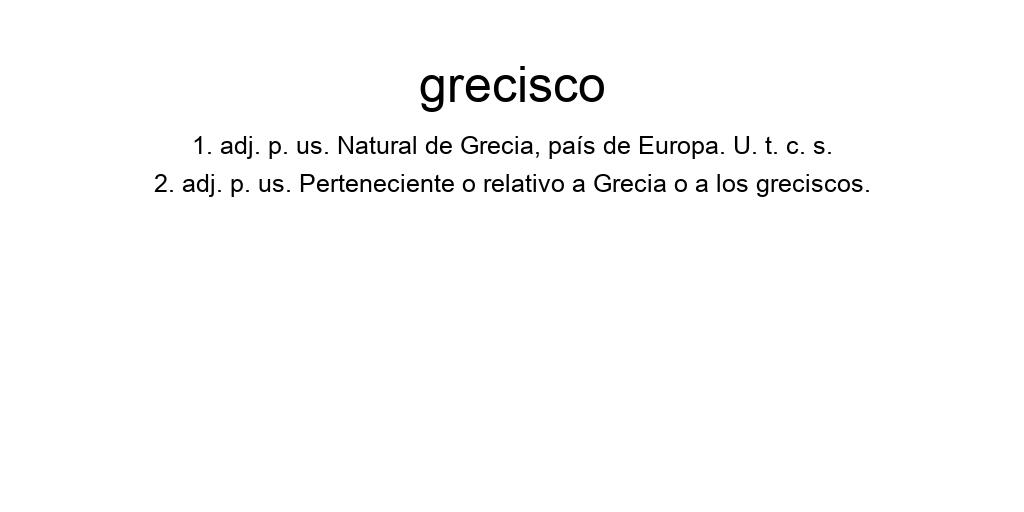 grecisco
1. adj. p. us. Natural de Grecia, país de Europa. U. t. c. s.
2. adj. p. us. Perteneciente o relativo a Grecia o a los greciscos.